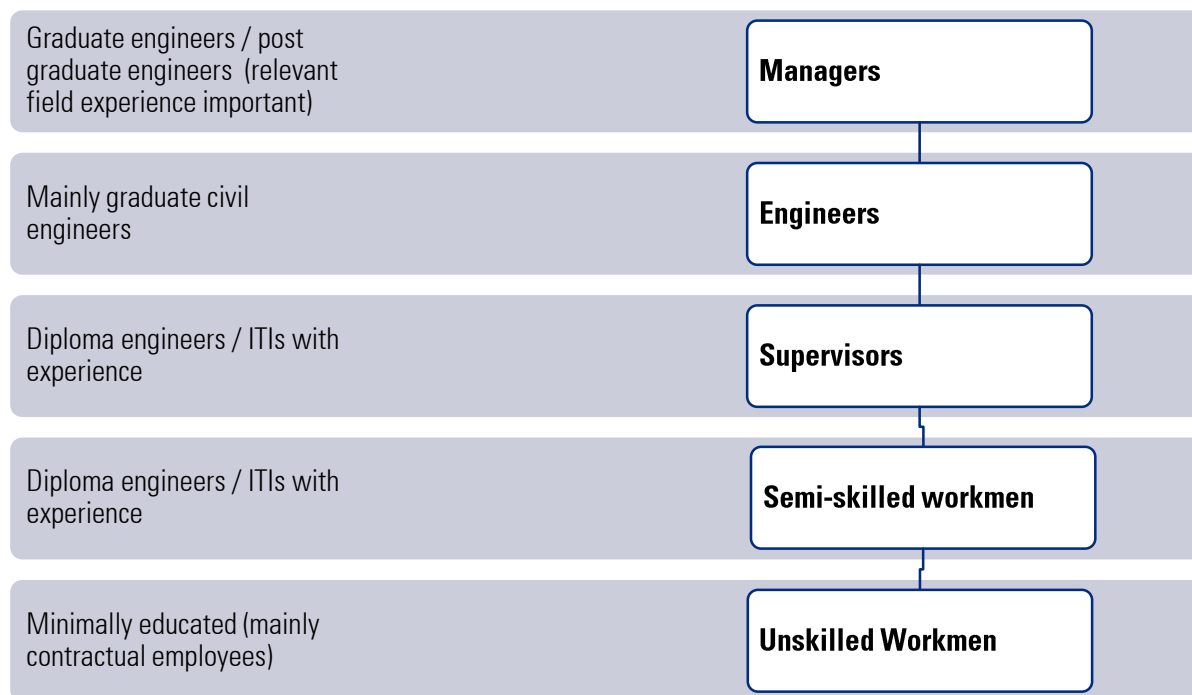 Graduate engineers / post
graduate engineers  (relevant
field experience important)
Managers
Mainly graduate civil
engineers
Engineers
Diploma engineers / ITIs with
experience
Supervisors
Diploma engineers / ITIs with
experience
Semi-skilled workmen
Minimally educated (mainly
contractual employees)
Unskilled Workmen